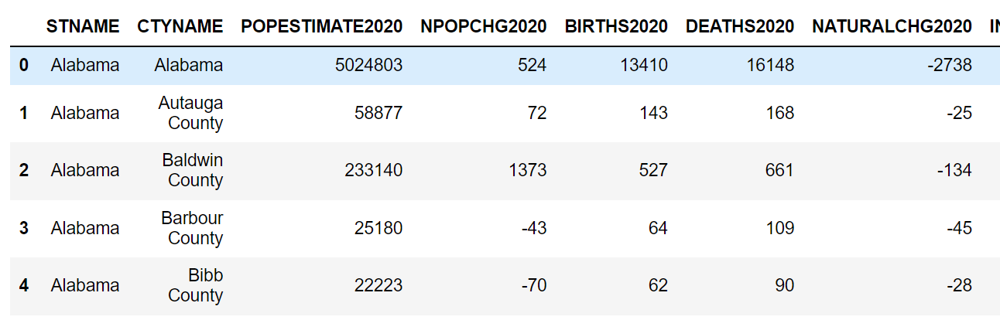 STNAME CTYNAME POPESTIMATE2020 NPOPCHG2020 BIRTHS2020 DEATHS2020 NATURALCHG2020
0 Alabama Alabama 5024803 524 13410 16148 -2738
1 Alabama Autauga County 58877 72 143 168 -25
2 Alabama Baldwin County 233140 1373 527 661 -134
3 Alabama Barbour County 25180 -43 64 109 -45
4 Alabama Bibb County 22223 -70 62 90 -28